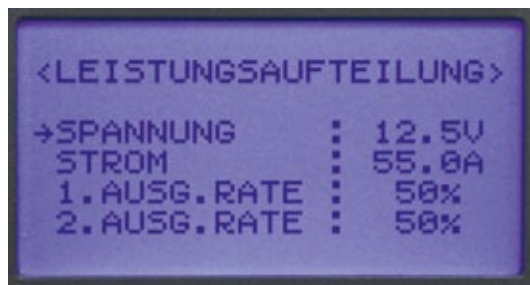 <LEISTUNGSAUFTEILUNG>
→SPANNUNG : 12.5V
STROM : 55.0A
1.AUSG.RATE : 50%
2.AUSG.RATE : 50%